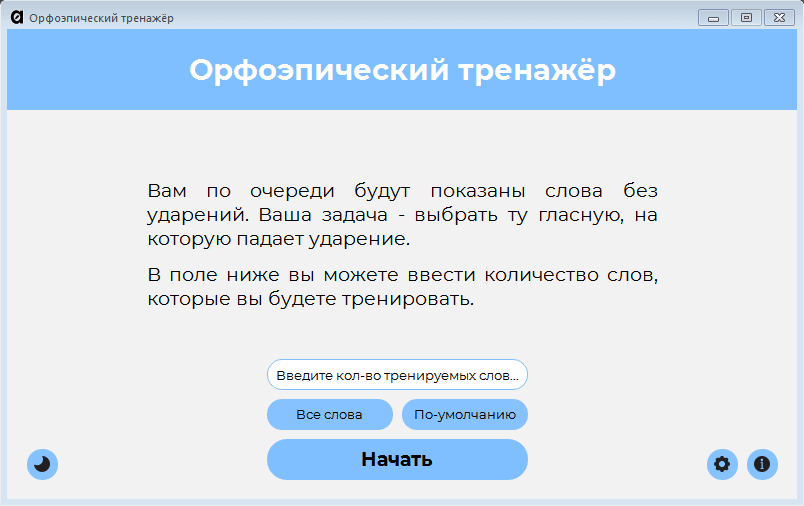 Орфоэпический тренажёр
Орфоэпический тренажёр
Вам по очереди будут показаны слова без
ударений. Ваша задача - выбрать ту гласную, на
которую падает ударение.
В поле ниже вы можете ввести количество слов,
которые вы будете тренировать.
Введите кол-во тренируемых слов...
Все слова
По-умолчанию
Начать